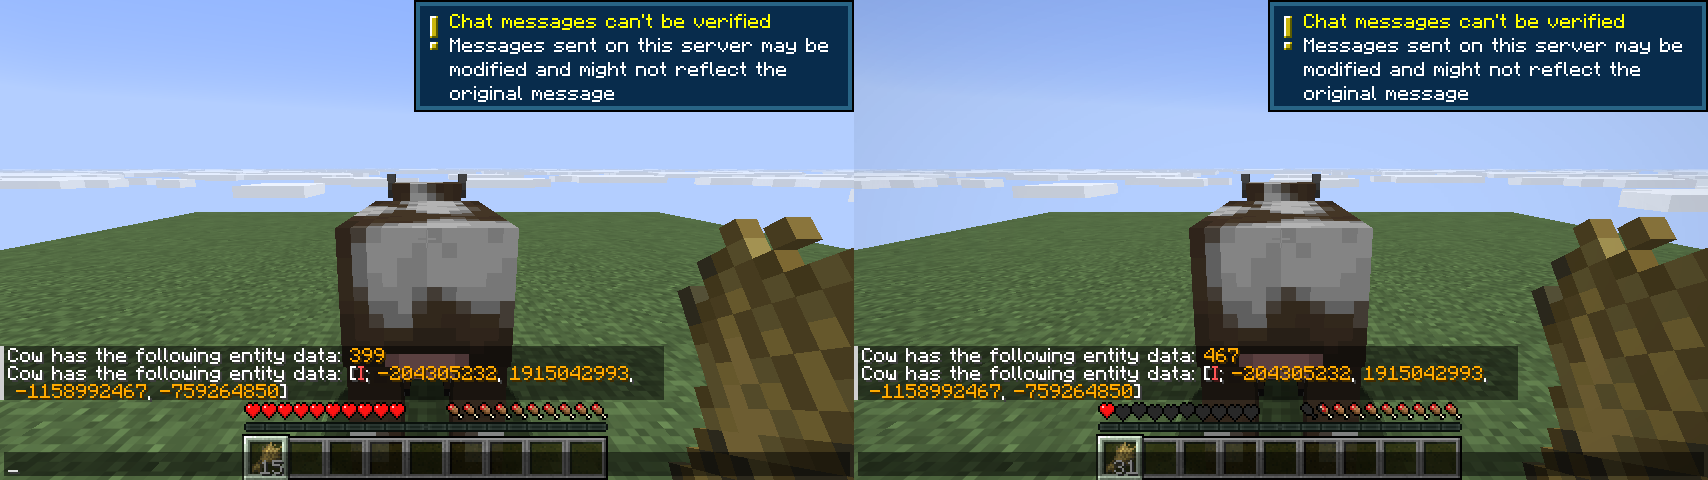 Chat messages can't be verified
Messages sent on this server may be
modified and might not reflect the
original message
Cow has the following entity data: 399
Cow has the following entity data: [I; -204305232, 1915042993,
-1158992467, -759264850]
15
_
Chat messages can't be verified
Messages sent on this server may be
modified and might not reflect the
original message
Cow has the following entity data: 467
Cow has the following entity data: [I; -204305232, 1915042993,
-1158992467, -759264850]
31